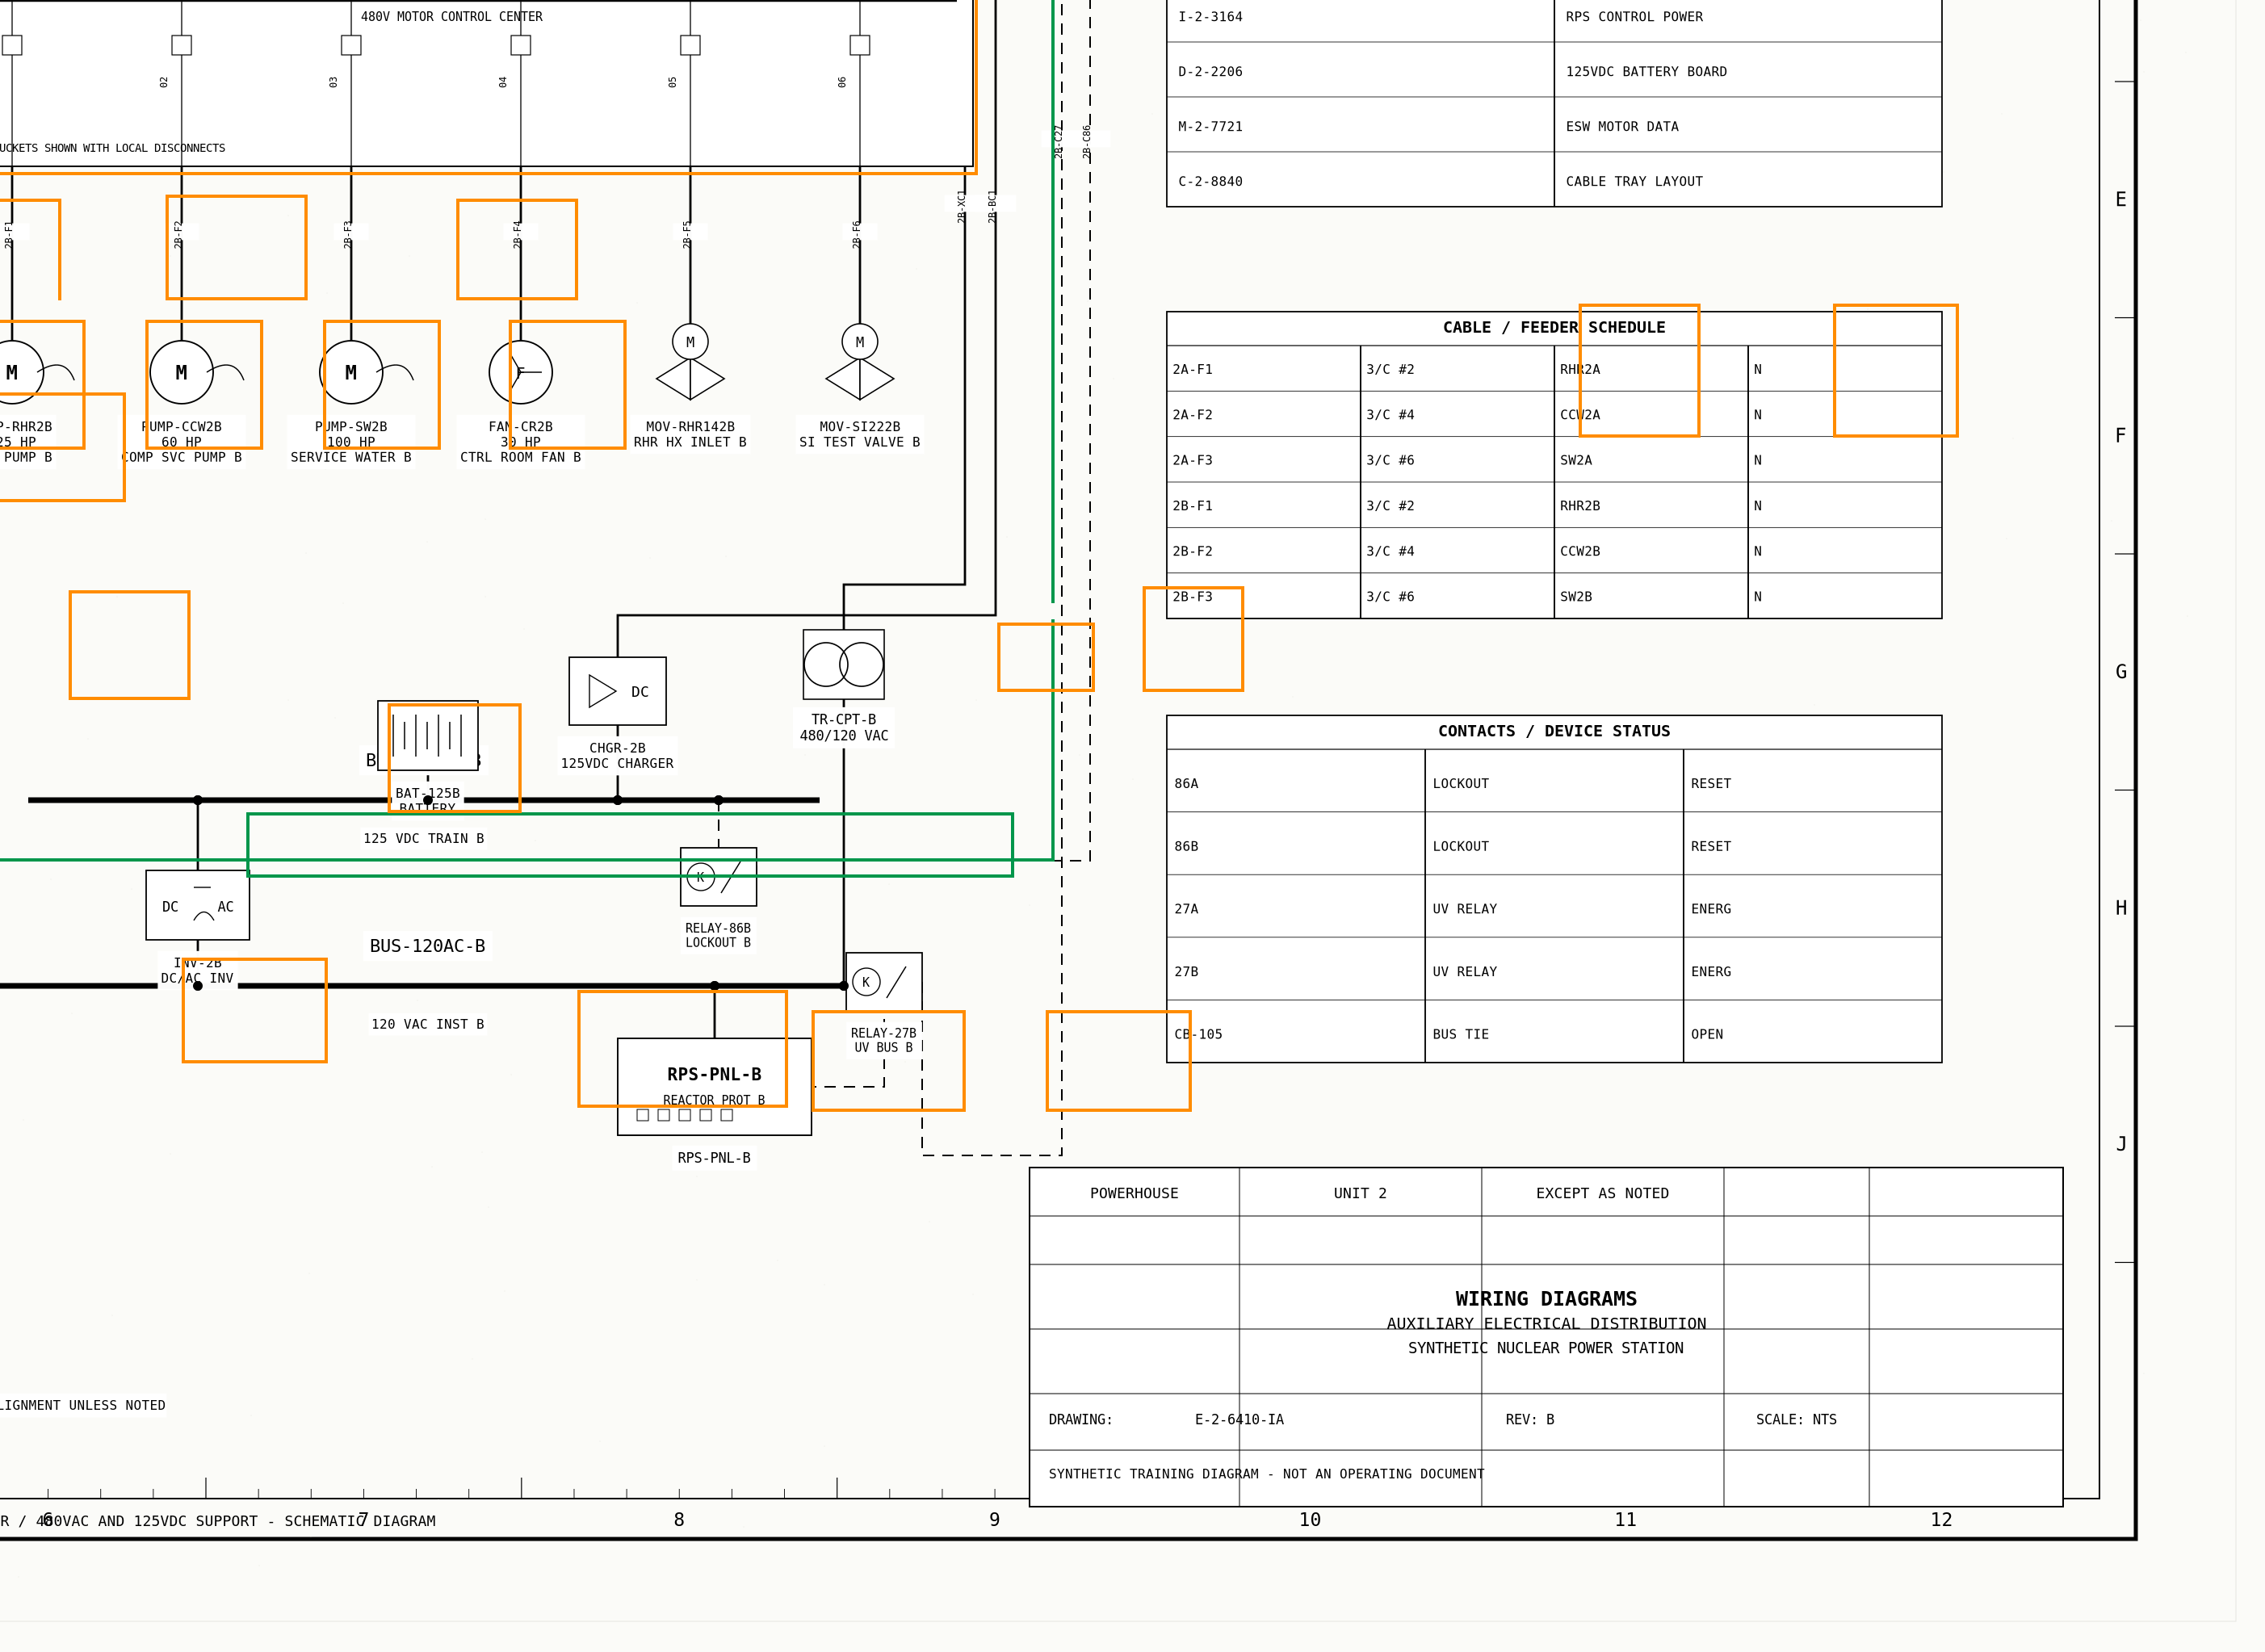 480V MOTOR CONTROL CENTER
02
03
04
05
06
UCKETS SHOWN WITH LOCAL DISCONNECTS
2B-F1
2B-F2
2B-F3
2B-F4
2B-F5
2B-F6
2B-XC1
2B-BC1
2B-C27
2B-C86
M
M
M
F
M
M
P-RHR2B
25 HP
PUMP B
PUMP-CCW2B
60 HP
COMP SVC PUMP B
PUMP-SW2B
100 HP
SERVICE WATER B
FAN-CR2B
30 HP
CTRL ROOM FAN B
MOV-RHR142B
RHR HX INLET B
MOV-SI222B
SI TEST VALVE B
DC
CHGR-2B
125VDC CHARGER
TR-CPT-B
480/120 VAC
B
BAT-125B
BATTERY
125 VDC TRAIN B
DC AC
INV-2B
DC/AC INV
K
RELAY-86B
LOCKOUT B
BUS-120AC-B
120 VAC INST B
K
RELAY-27B
UV BUS B
RPS-PNL-B
REACTOR PROT B
RPS-PNL-B
LIGNMENT UNLESS NOTED
R / 480VAC AND 125VDC SUPPORT - SCHEMATIC DIAGRAM
6 7 8 9 10 11 12
I-2-3164 RPS CONTROL POWER
D-2-2206 125VDC BATTERY BOARD
M-2-7721 ESW MOTOR DATA
C-2-8840 CABLE TRAY LAYOUT
CABLE / FEEDER SCHEDULE
2A-F1 3/C #2 RHR2A N
2A-F2 3/C #4 CCW2A N
2A-F3 3/C #6 SW2A N
2B-F1 3/C #2 RHR2B N
2B-F2 3/C #4 CCW2B N
2B-F3 3/C #6 SW2B N
CONTACTS / DEVICE STATUS
86A LOCKOUT RESET
86B LOCKOUT RESET
27A UV RELAY ENERG
27B UV RELAY ENERG
CB-105 BUS TIE OPEN
POWERHOUSE UNIT 2 EXCEPT AS NOTED
WIRING DIAGRAMS
AUXILIARY ELECTRICAL DISTRIBUTION
SYNTHETIC NUCLEAR POWER STATION
DRAWING: E-2-6410-IA REV: B SCALE: NTS
SYNTHETIC TRAINING DIAGRAM - NOT AN OPERATING DOCUMENT
E
F
G
H
J